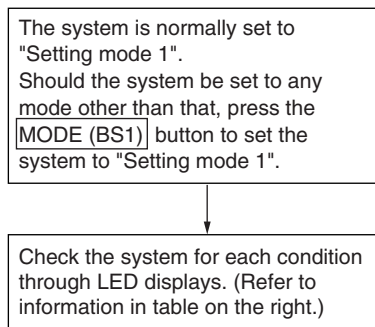 The system is normally set to
"Setting mode 1".
Should the system be set to any
mode other than that, press the
MODE (BS1) button to set the
system to "Setting mode 1".
Check the system for each condition
through LED displays. (Refer to
information in table on the right.)